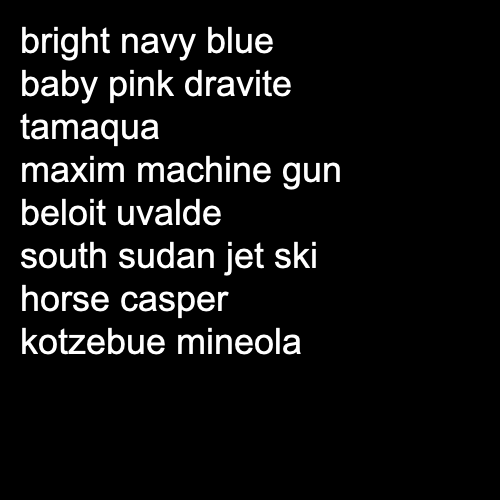 bright navy blue
baby pink dravite
tamaqua
maxim machine gun
beloit uvalde
south sudan jet ski
horse casper
kotzebue mineola